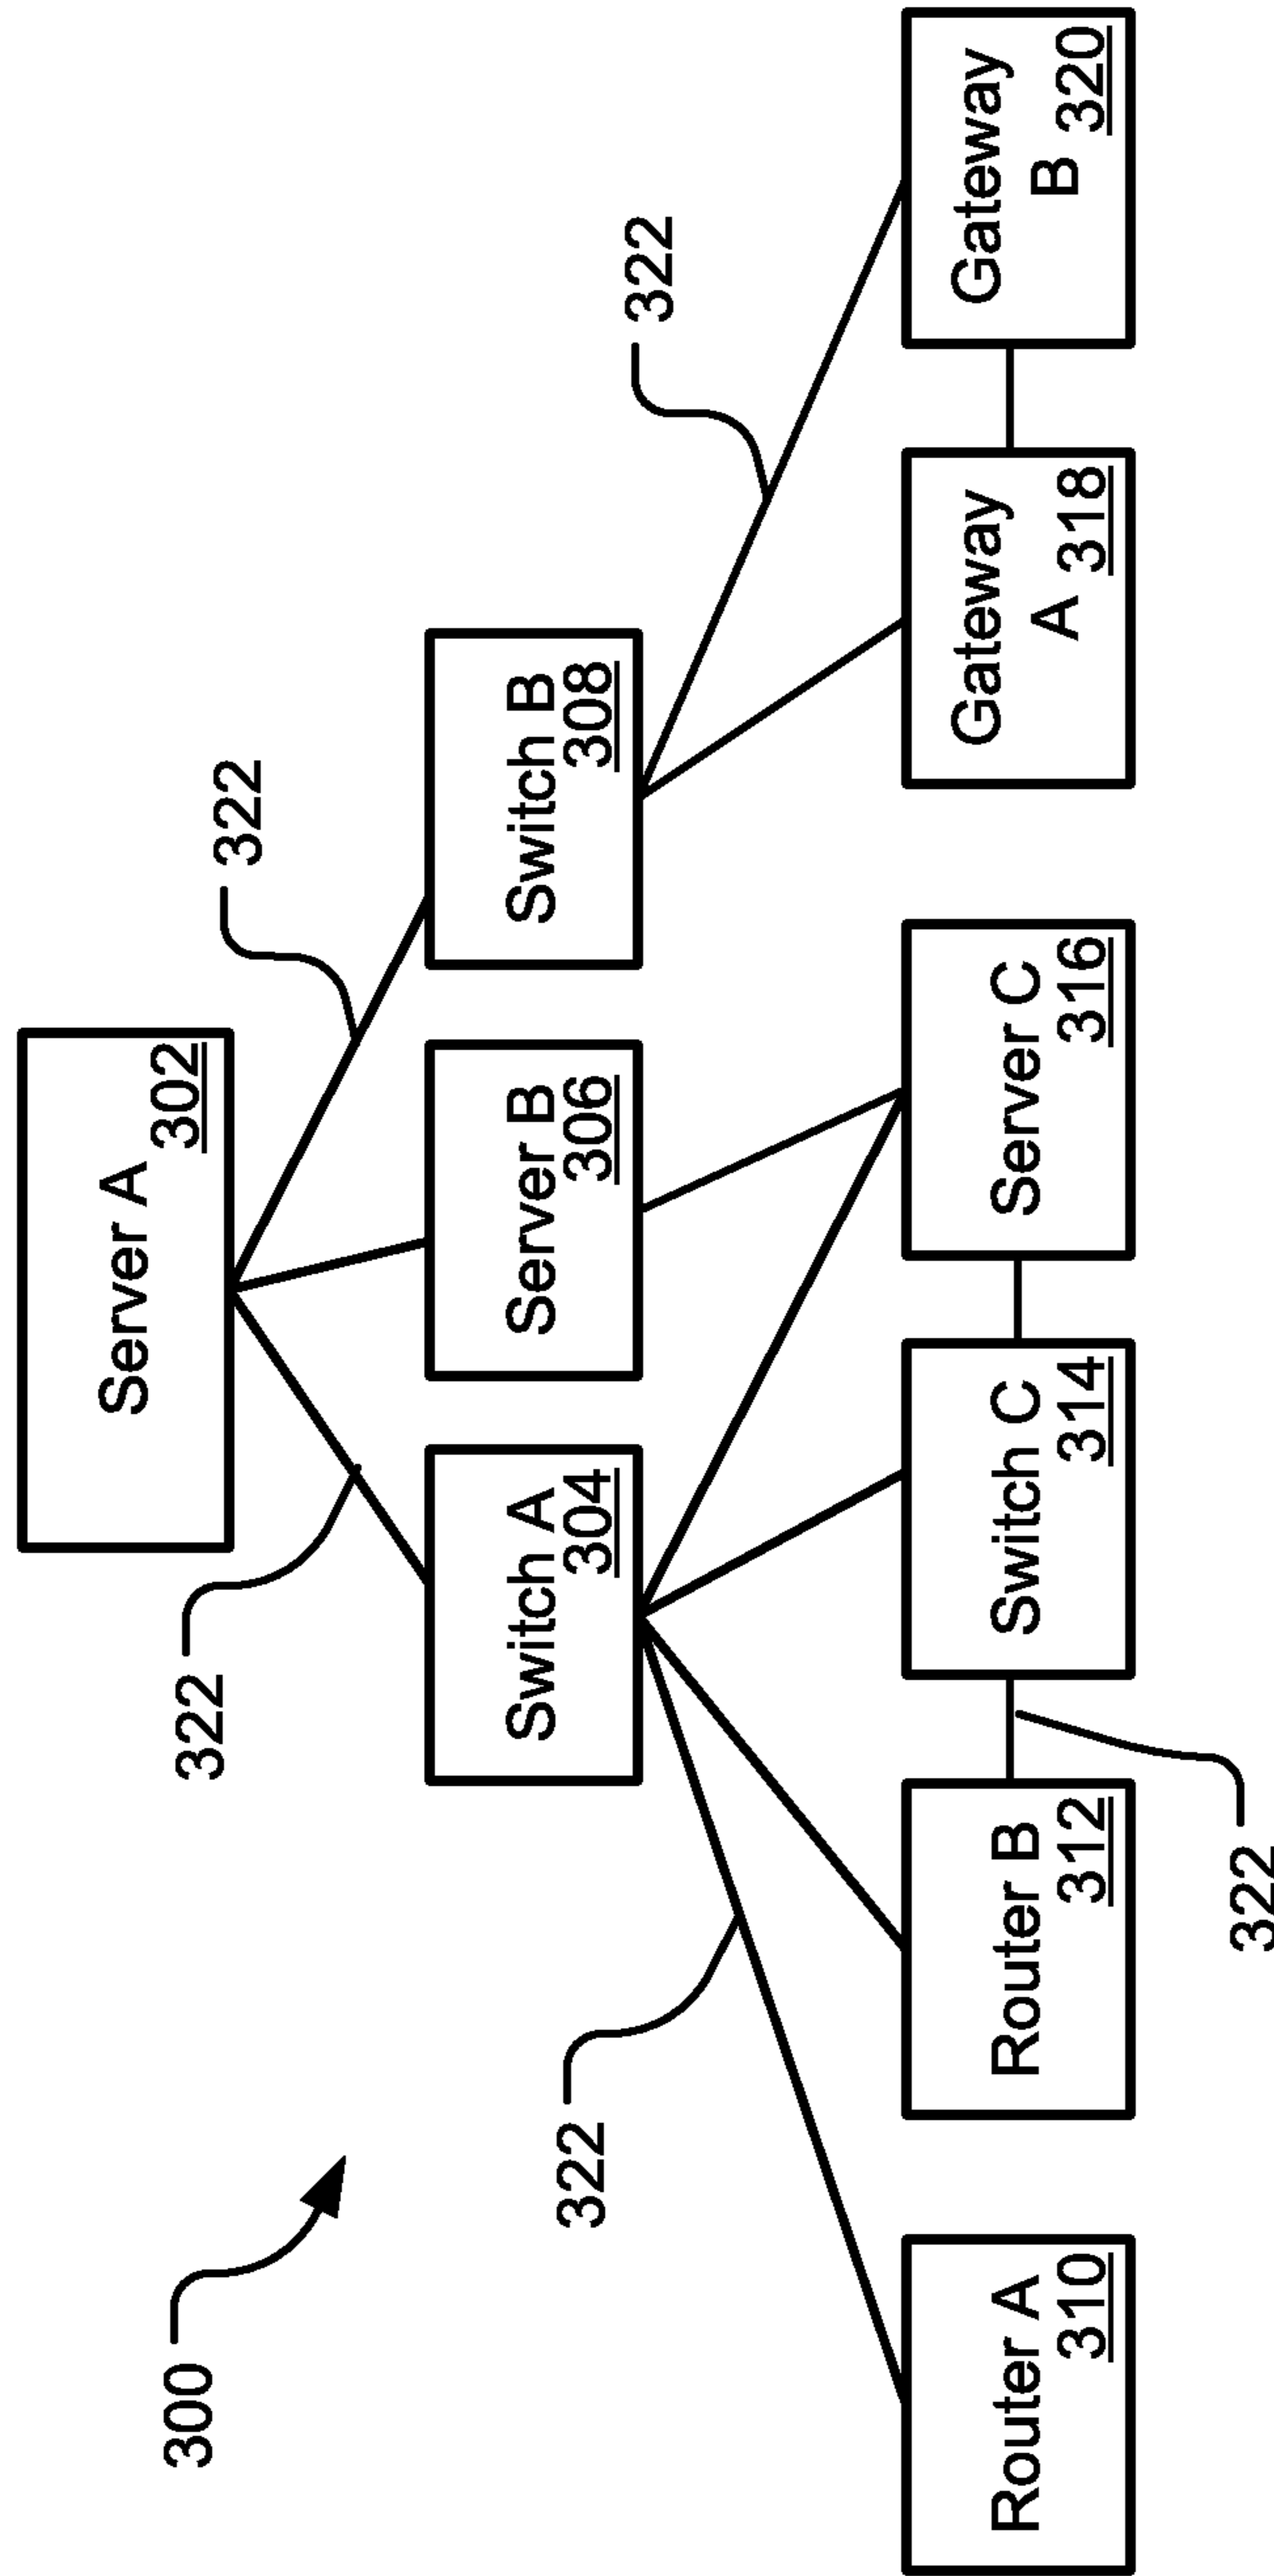 300
Server A
302
322
322
Switch A
304
Server B
306
Switch B
308
322
322
Router A
310
Router B
312
Switch C
314
Server C
316
Gateway
A 318
Gateway
B 320
322